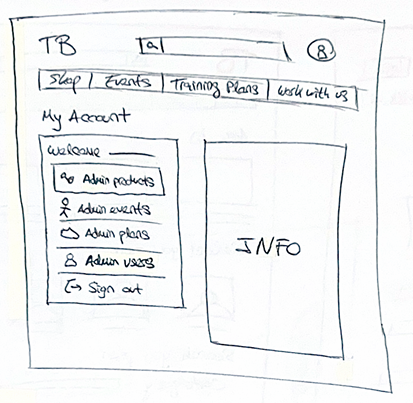 TB
Shop | Events | Training Plans | Work with us
My Account
Welcome
Admin products
Admin events
Admin plans
Admin users
Sign out
INFO